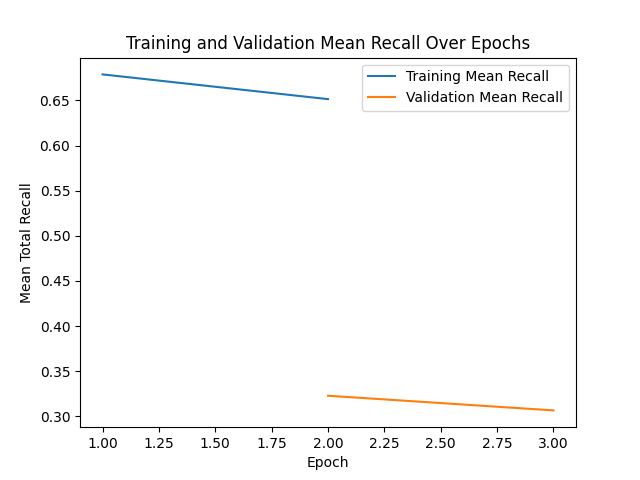 Training and Validation Mean Recall Over Epochs
Training Mean Recall
Validation Mean Recall
Mean Total Recall
0.65
0.60
0.55
0.50
0.45
0.40
0.35
0.30
1.00 1.25 1.50 1.75 2.00 2.25 2.50 2.75 3.00
Epoch